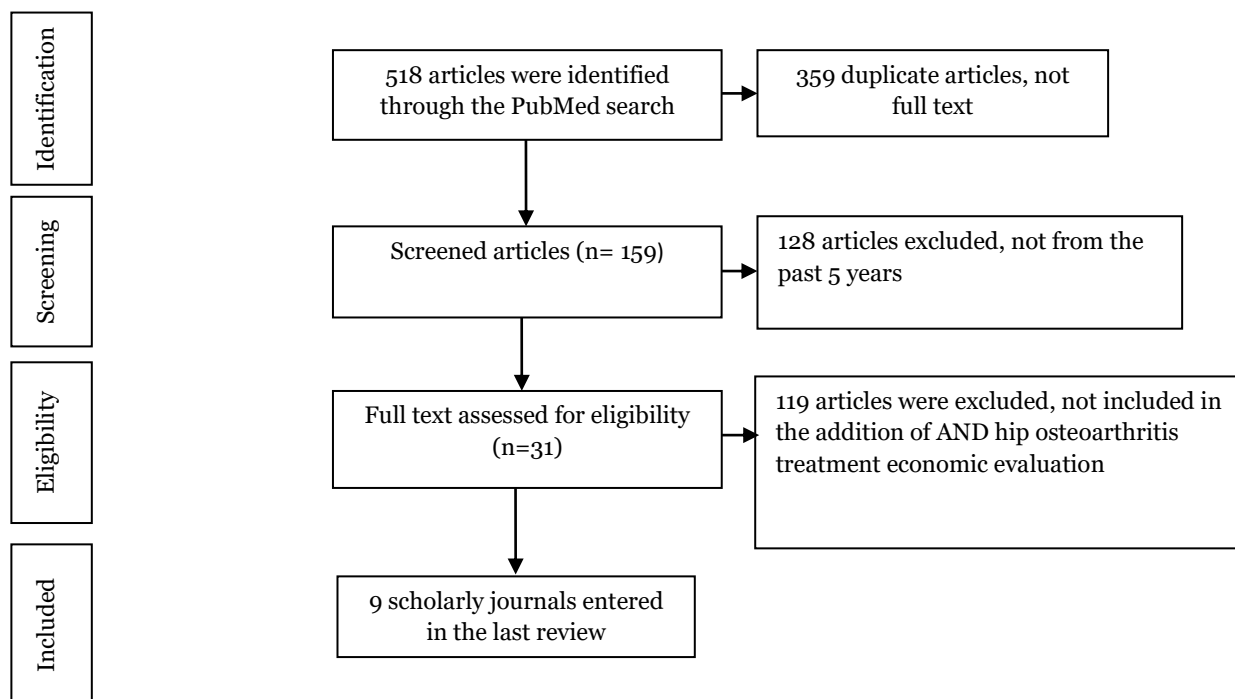 Identification
518 articles were identified
through the PubMed search
359 duplicate articles, not
full text
Screening
Screened articles (n= 159)
128 articles excluded, not from the
past 5 years
Eligibility
Full text assessed for eligibility
(n=31)
119 articles were excluded, not included in
the addition of AND hip osteoarthritis
treatment economic evaluation
Included
9 scholarly journals entered
in the last review